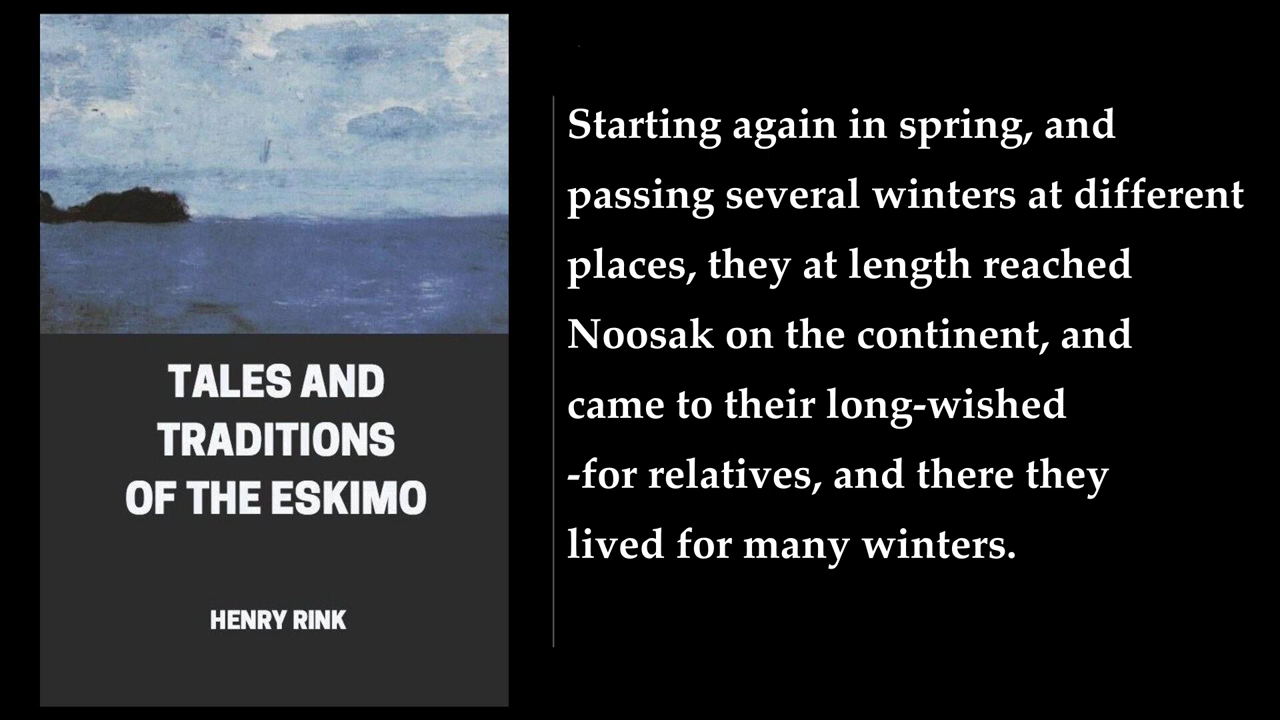 TALES AND
TRADITIONS
OF THE ESKIMO
HENRY RINK
Starting again in spring, and
passing several winters at different
places, they at length reached
Noosak on the continent, and
came to their long-wished
-for relatives, and there they
lived for many winters.